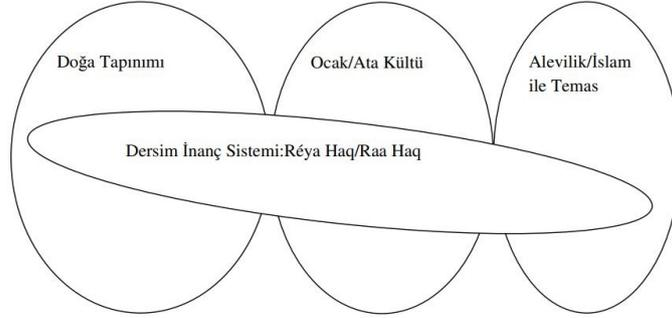 Doğa Tapınımı
Ocak/Ata Kültü
Alevilik/İslam
ile Temas
Dersim İnanç Sistemi:Réya Haq/Raa Haq